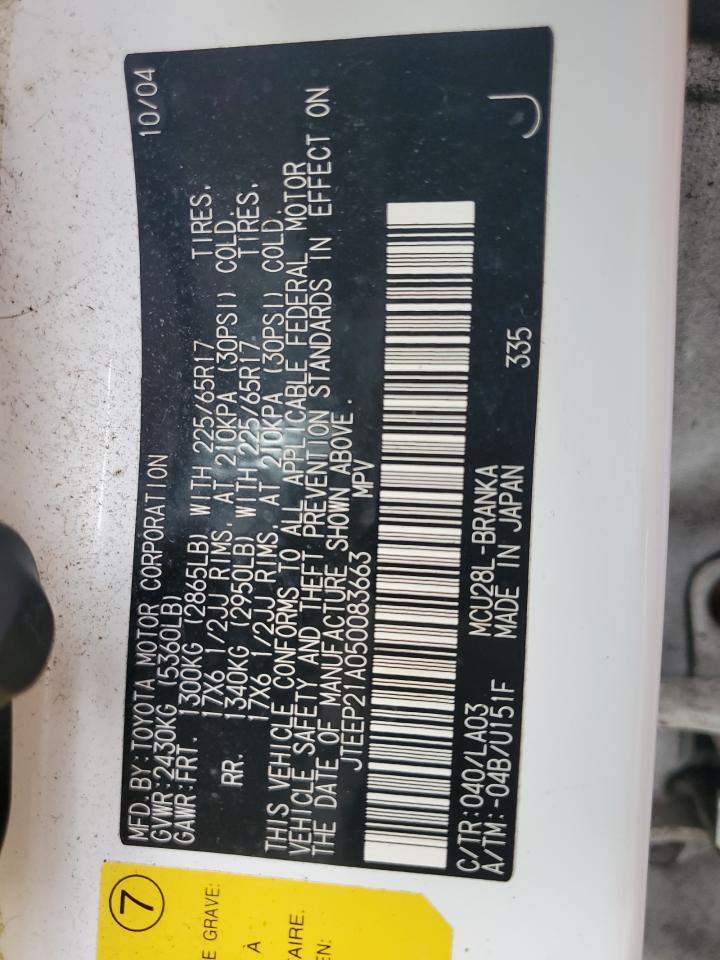 MFD. BY: TOYOTA MOTOR CORPORATION 10/04
GVWR: 2430KG (5360LB)
GAWR: FRT. 1300KG (2865LB) WITH 225/65R17 TIRES,
17X6 1/2JJ RIMS, AT 210KPA (30PSI) COLD.
RR. 1340KG (2950LB) WITH 225/65R17 TIRES,
17X6 1/2JJ RIMS, AT 210KPA (30PSI) COLD.
THIS VEHICLE CONFORMS TO ALL APPLICABLE FEDERAL MOTOR
VEHICLE SAFETY AND THEFT PREVENTION STANDARDS IN EFFECT ON
THE DATE OF MANUFACTURE SHOWN ABOVE.
JTEEP21A050083663 MPV
C/TR: 040/LA03 MCU28L-BRANKA 335
A/TM: -04B/U151F MADE IN JAPAN J
7
E GRAVE:
A
TAIRE.
EN: